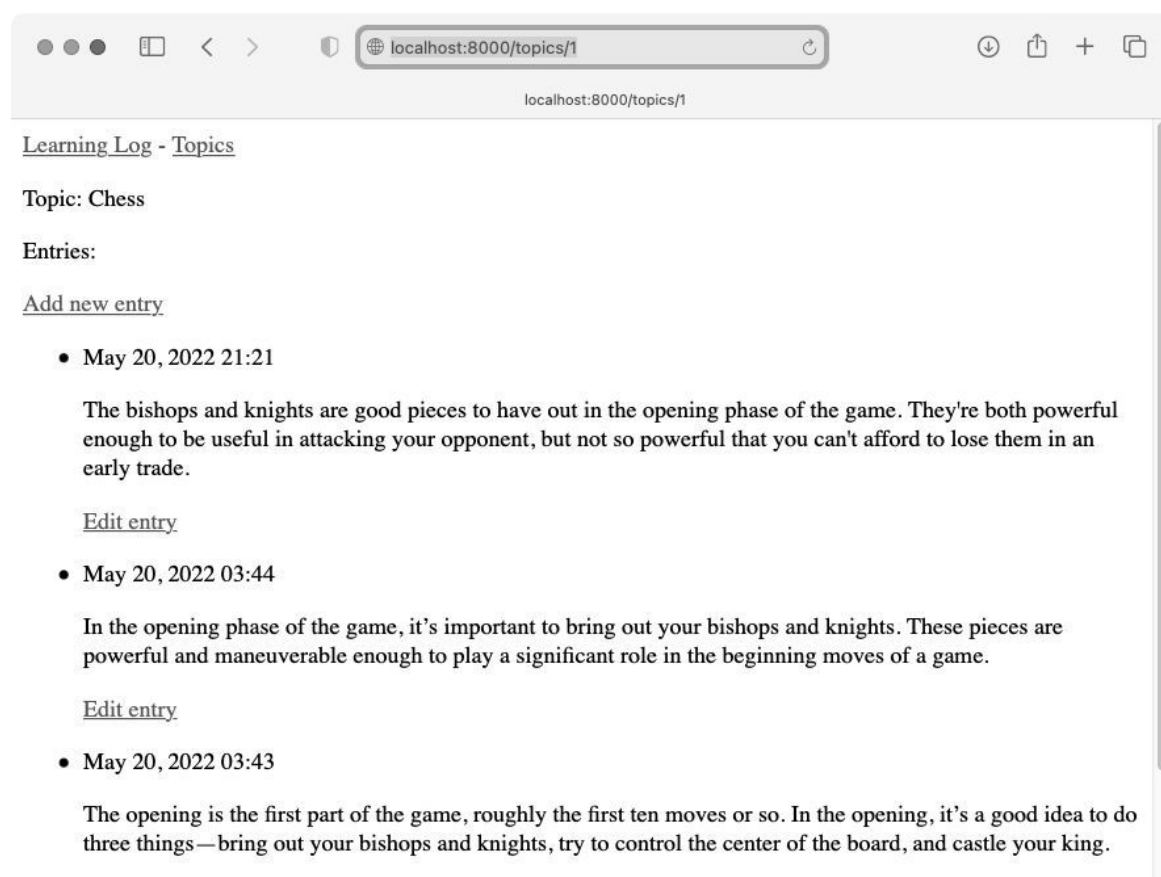 localhost:8000/topics/1
localhost:8000/topics/1
Learning Log - Topics
Topic: Chess
Entries:
Add new entry
May 20, 2022 21:21
The bishops and knights are good pieces to have out in the opening phase of the game. They're both powerful
enough to be useful in attacking your opponent, but not so powerful that you can't afford to lose them in an
early trade.
Edit entry
May 20, 2022 03:44
In the opening phase of the game, it’s important to bring out your bishops and knights. These pieces are
powerful and maneuverable enough to play a significant role in the beginning moves of a game.
Edit entry
May 20, 2022 03:43
The opening is the first part of the game, roughly the first ten moves or so. In the opening, it’s a good idea to do
three things—bring out your bishops and knights, try to control the center of the board, and castle your king.